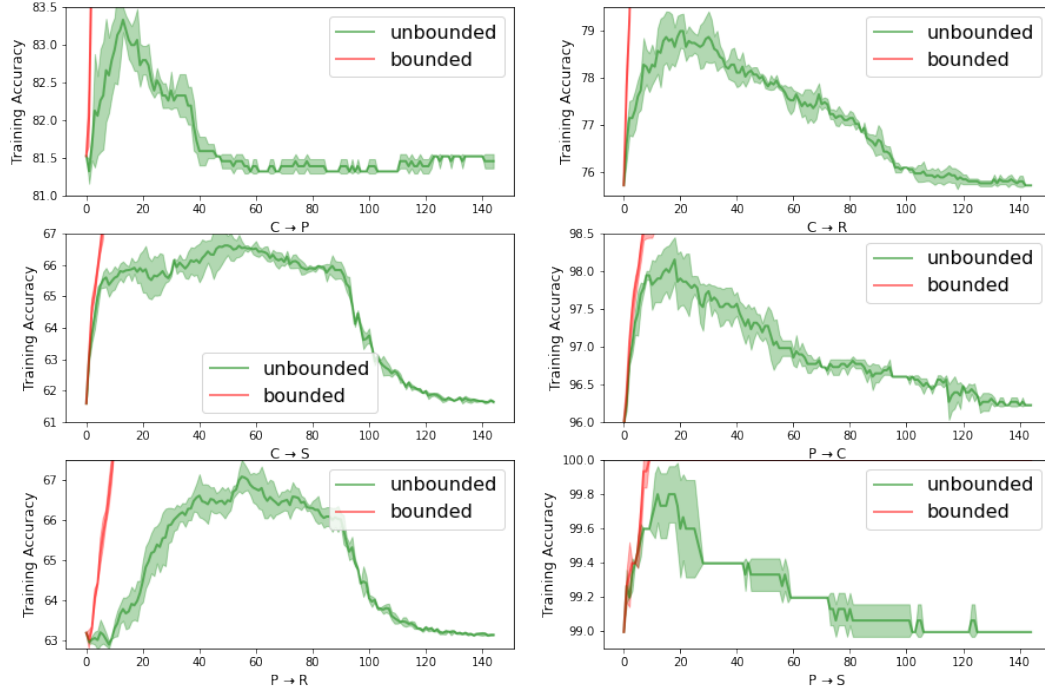 83.5
83.0
82.5
82.0
81.5
81.0
Training Accuracy
unbounded
bounded
0 20 40 60 80 100 120 140
C → P
79
78
77
76
Training Accuracy
unbounded
bounded
0 20 40 60 80 100 120 140
C → R
67
66
65
64
63
62
61
Training Accuracy
unbounded
bounded
0 20 40 60 80 100 120 140
C → S
98.5
98.0
97.5
97.0
96.5
96.0
Training Accuracy
unbounded
bounded
0 20 40 60 80 100 120 140
P → C
67
66
65
64
63
Training Accuracy
unbounded
bounded
0 20 40 60 80 100 120 140
P → R
100.0
99.8
99.6
99.4
99.2
99.0
Training Accuracy
unbounded
bounded
0 20 40 60 80 100 120 140
P → S